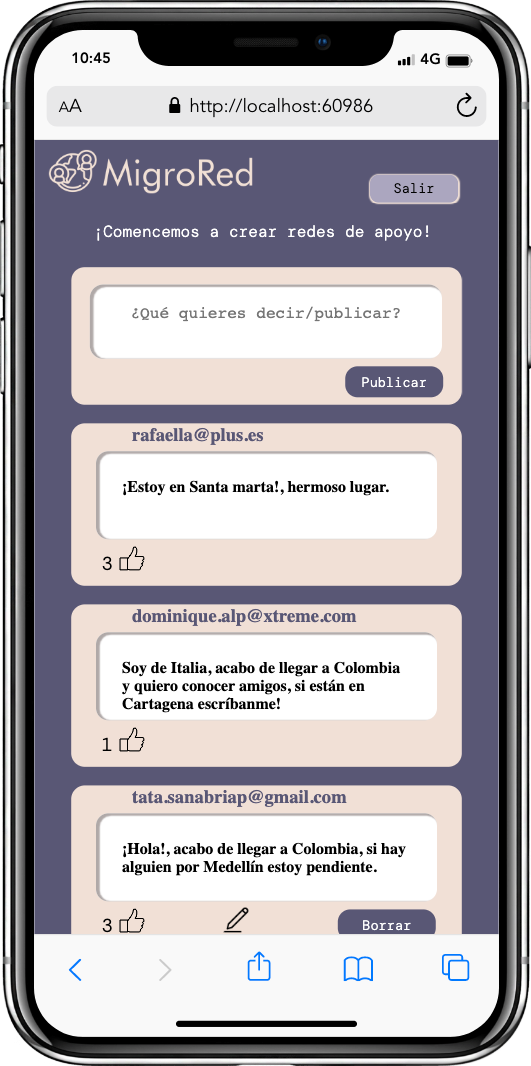 10:45
4G
AA
http://localhost:60986
MigroRed
Salir
¡Comencemos a crear redes de apoyo!
¿Qué quieres decir/publicar?
Publicar
rafaella@plus.es
¡Estoy en Santa marta!, hermoso lugar.
3
dominique.alp@xtreme.com
Soy de Italia, acabo de llegar a Colombia
y quiero conocer amigos, si están en
Cartagena escríbanme!
1
tata.sanabriap@gmail.com
¡Hola!, acabo de llegar a Colombia, si hay
alguien por Medellín estoy pendiente.
3
Borrar